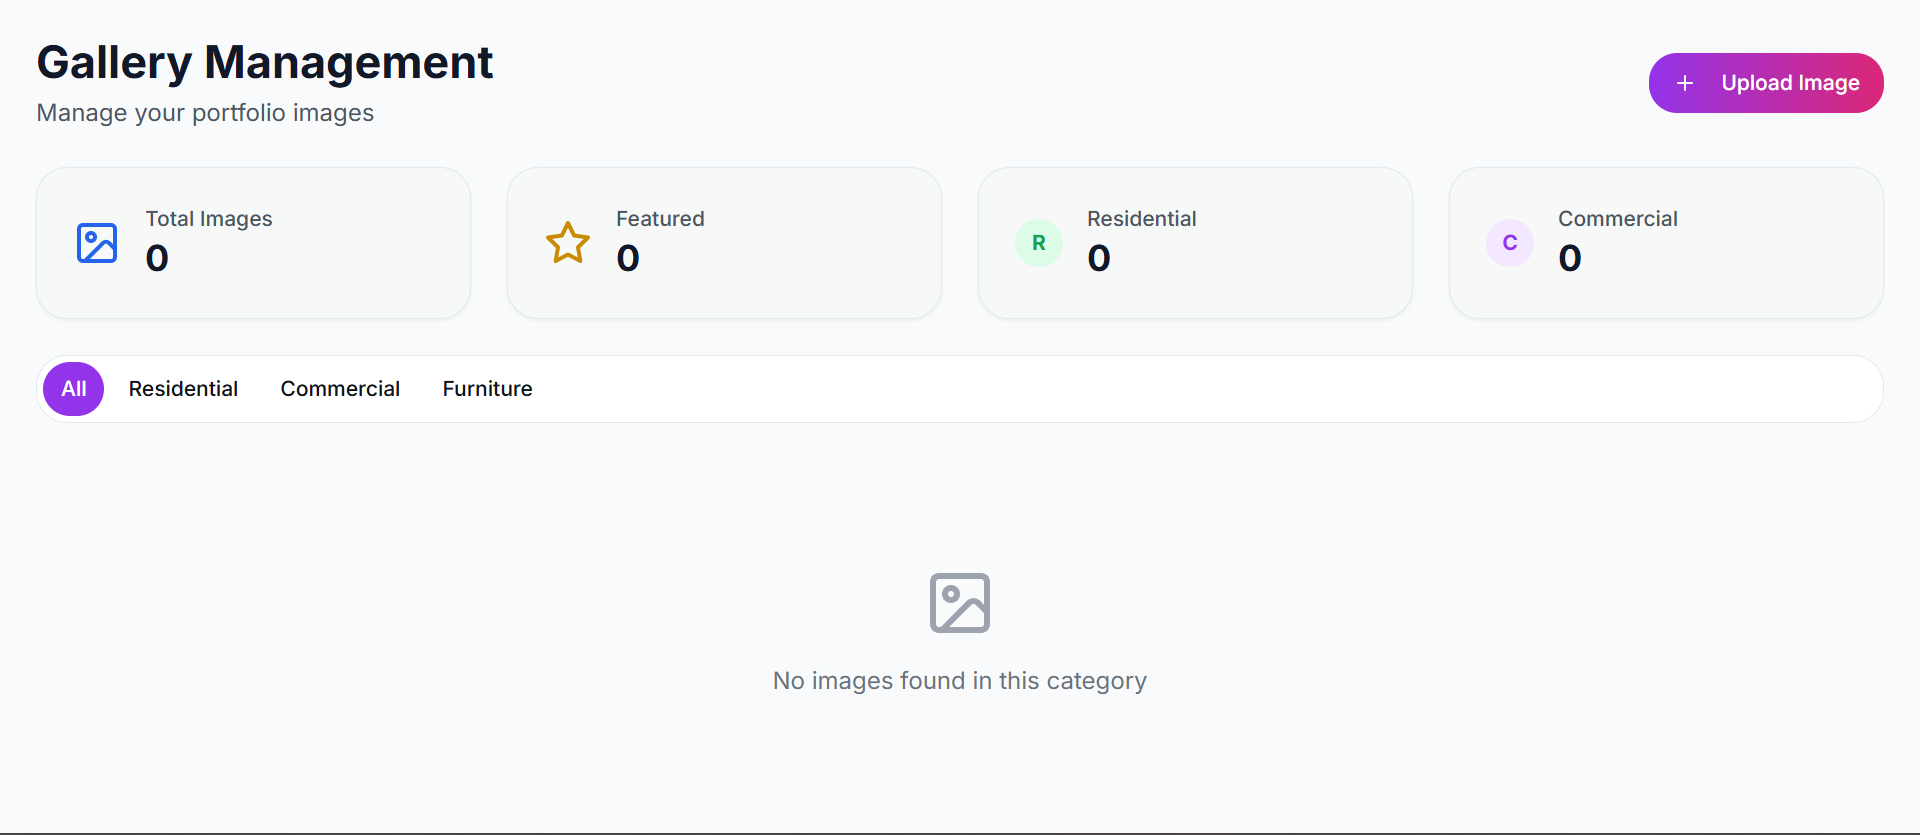 Gallery Management
Manage your portfolio images
Upload Image
Total Images
0
Featured
0
R
Residential
0
C
Commercial
0
All
Residential
Commercial
Furniture
No images found in this category